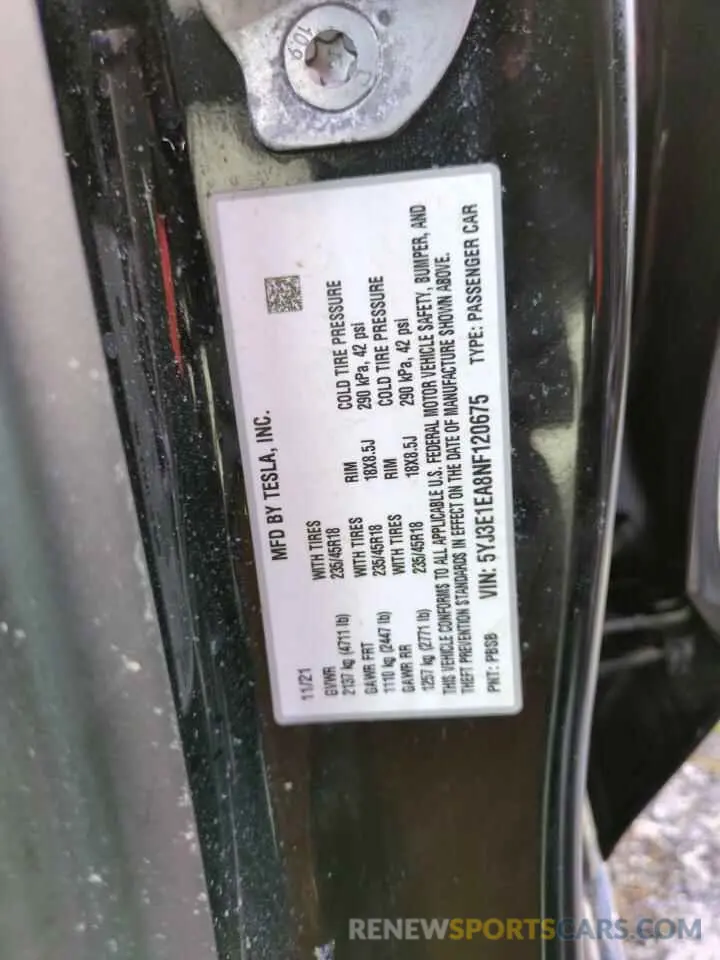 10.9
MFD BY TESLA, INC.
11/21
GVWR WITH TIRES RIM COLD TIRE PRESSURE
2137 kg (4711 lb) 235/45R18 18X8.5J 290 kPa, 42 psi
GAWR FRT WITH TIRES RIM COLD TIRE PRESSURE
1110 kg (2447 lb) 235/45R18 18X8.5J 290 kPa, 42 psi
GAWR RR WITH TIRES
1257 kg (2771 lb) 235/45R18
THIS VEHICLE CONFORMS TO ALL APPLICABLE U.S. FEDERAL MOTOR VEHICLE SAFETY, BUMPER, AND
THEFT PREVENTION STANDARDS IN EFFECT ON THE DATE OF MANUFACTURE SHOWN ABOVE.
PNT: PBSB VIN: 5YJ3E1EA8NF120675 TYPE: PASSENGER CAR
RENEWSPORTSCARS.COM